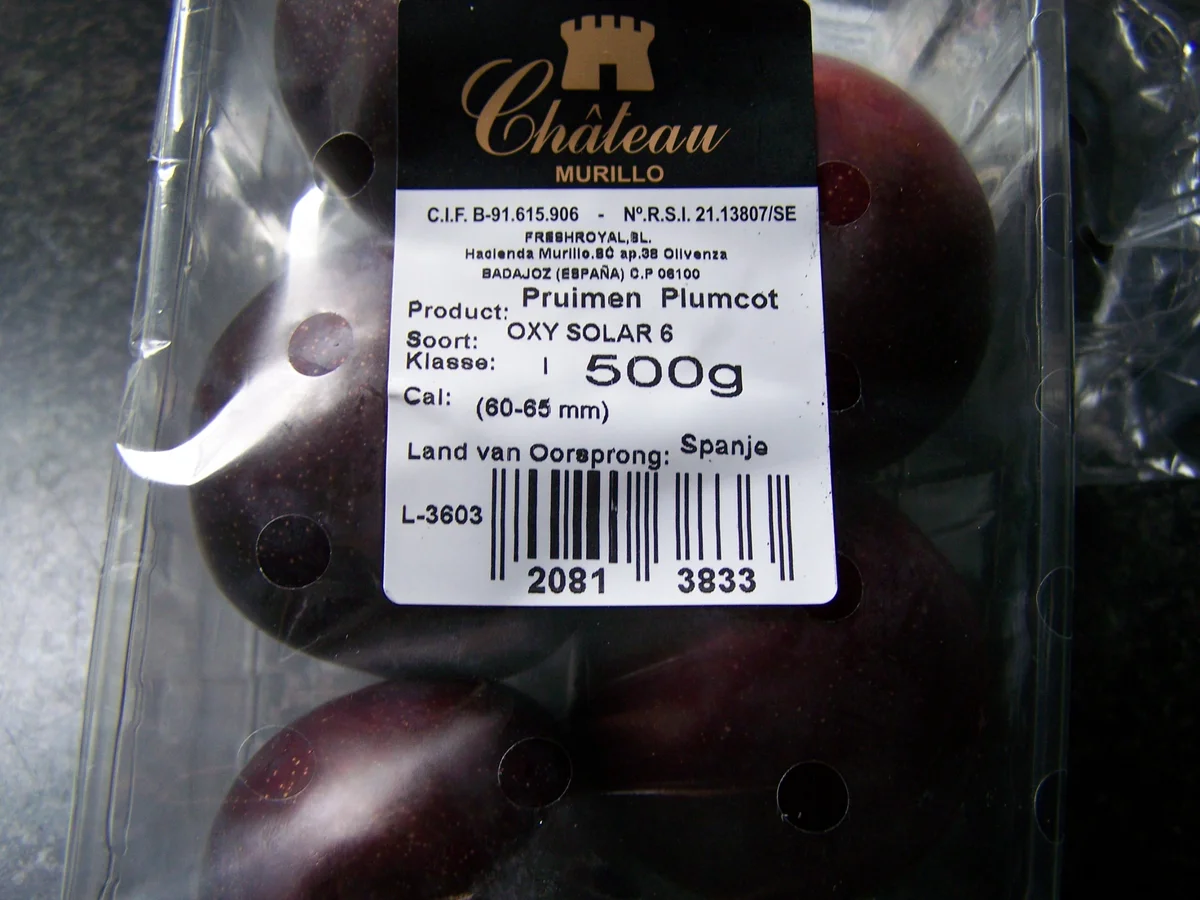 Château
MURILLO
C.I.F. B-91.615.906 - Nº.R.S.I. 21.13807/SE
FRESHROYAL,SL.
Hacienda Murillo.SC ap.38 Olivenza
BADAJOZ (ESPAÑA) C.P 06100
Product: Pruimen Plumcot
Soort: OXY SOLAR 6
Klasse: I 500g
Cal: (60-65 mm)
Land van Oorsprong: Spanje
L-3603
2081 3833